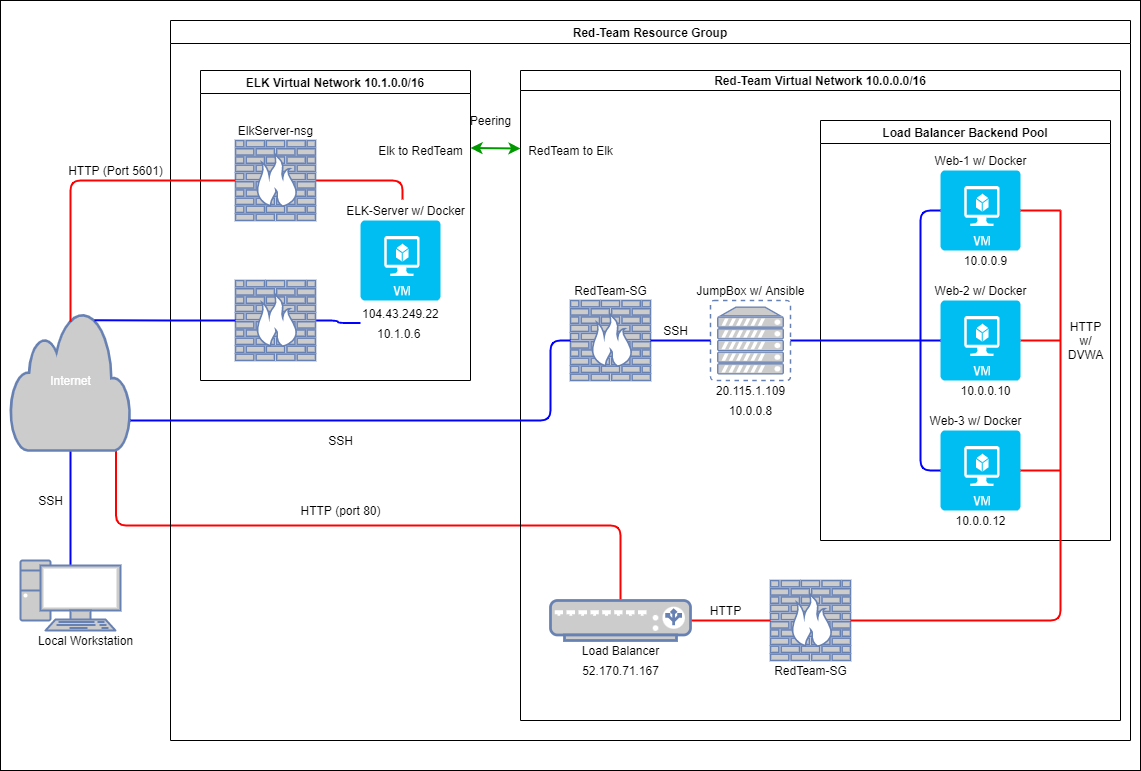 Red-Team Resource Group
ELK Virtual Network 10.1.0.0/16
Red-Team Virtual Network 10.0.0.0/16
ElkServer-nsg
Peering
Elk to RedTeam
RedTeam to Elk
Load Balancer Backend Pool
HTTP (Port 5601)
ELK-Server w/ Docker
VM
104.43.249.22
10.1.0.6
Web-1 w/ Docker
VM
10.0.0.9
Web-2 w/ Docker
VM
10.0.0.10
Web-3 w/ Docker
VM
10.0.0.12
HTTP
w/
DVWA
RedTeam-SG
SSH
JumpBox w/ Ansible
20.115.1.109
10.0.0.8
Internet
SSH
SSH
HTTP (port 80)
Local Workstation
Load Balancer
52.170.71.167
HTTP
RedTeam-SG